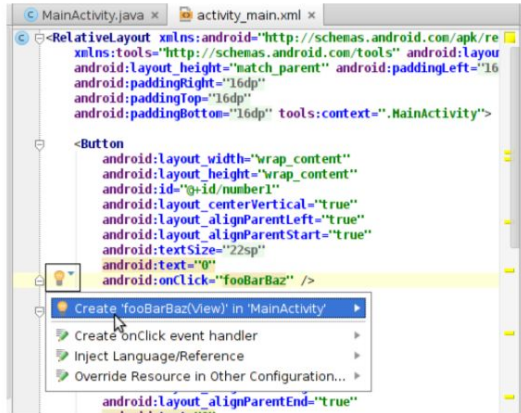 MainActivity.java
activity_main.xml
<RelativeLayout xmlns:android="http://schemas.android.com/apk/re
xmlns:tools="http://schemas.android.com/tools" android:layou
android:layout_height="match_parent" android:paddingLeft="16
android:paddingRight="16dp"
android:paddingTop="16dp"
android:paddingBottom="16dp" tools:context=".MainActivity">
<Button
android:layout_width="wrap_content"
android:layout_height="wrap_content"
android:id="@+id/number1"
android:layout_centerVertical="true"
android:layout_alignParentLeft="true"
android:layout_alignParentStart="true"
android:textSize="22sp"
android:text="0"
android:onClick="fooBarBaz" />
Create 'fooBarBaz(View)' in 'MainActivity'
Create onClick event handler
Inject Language/Reference
Override Resource in Other Configuration...
android:layout_alignParentEnd="true"